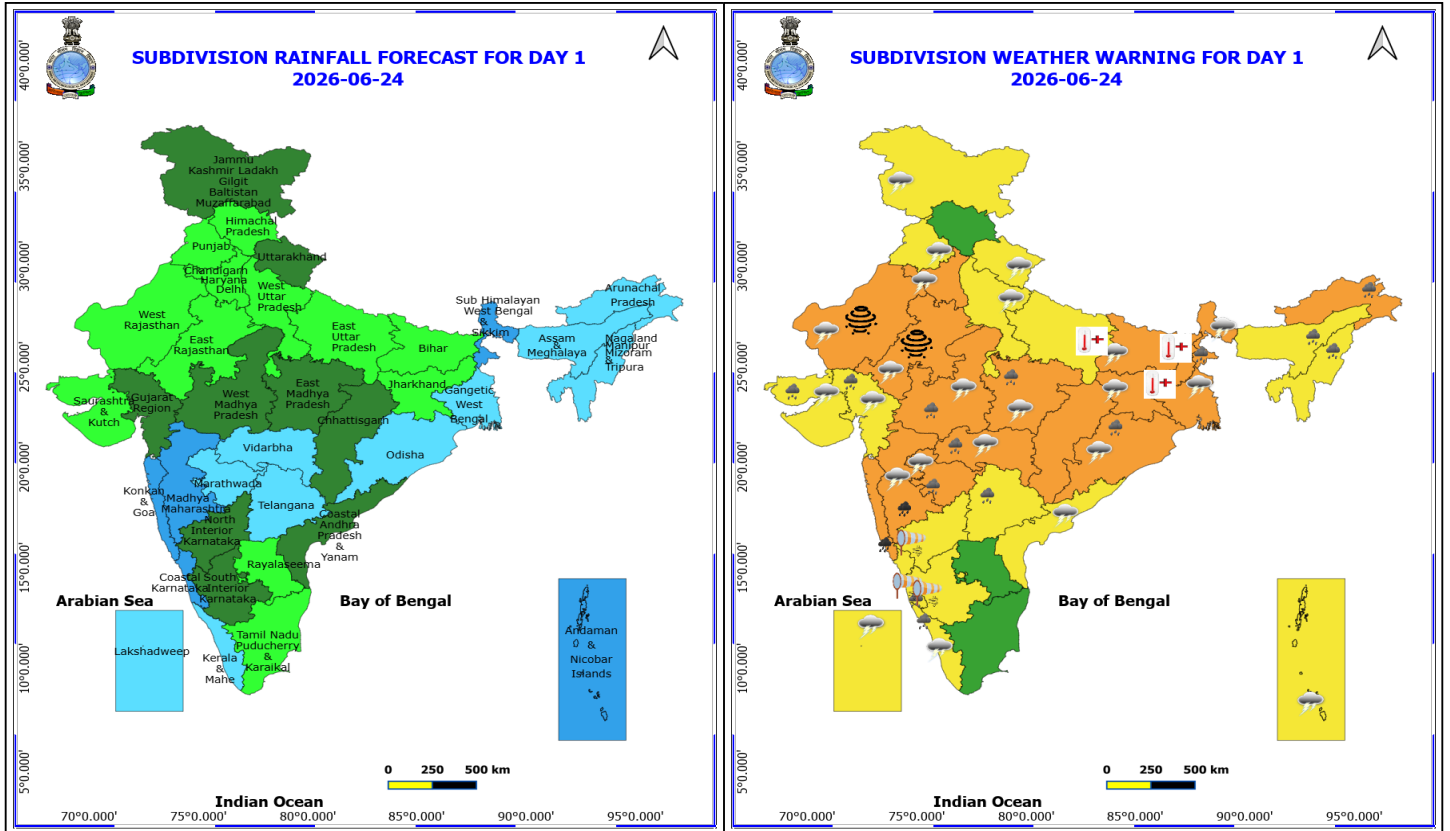 SUBDIVISION RAINFALL FORECAST FOR DAY 1
2026-06-24
40°0.000'
35°0.000'
30°0.000'
25°0.000'
20°0.000'
15°0.000'
10°0.000'
5°0.000'
Jammu
Kashmir Ladakh
Gilgit
Baltistan
Muzaffarabad
Himachal
Pradesh
Punjab
Uttarakhand
Chandigarh
Haryana
Delhi
West
Uttar
Pradesh
West
Rajasthan
East
Rajasthan
East
Uttar
Pradesh
Bihar
Sub Himalayan
West Bengal
&
Sikkim
Arunachal
Pradesh
Assam
&
Meghalaya
Nagaland
Manipur
Mizoram
&
Tripura
Jharkhand
Gangetic
West
Bengal
Saurashtra
&
Kutch
Gujarat
Region
West
Madhya
Pradesh
East
Madhya
Pradesh
Chhattisgarh
Odisha
Vidarbha
Marathwada
Telangana
Konkan
&
Goa
Madhya
Maharashtra
North
Interior
Karnataka
Coastal
Andhra
Pradesh
&
Yanam
Rayalaseema
Coastal
Karnataka
South
Interior
Karnataka
Arabian Sea
Bay of Bengal
Lakshadweep
Kerala
&
Mahe
Tamil Nadu
Puducherry
&
Karaikal
Andaman
&
Nicobar
Islands
0 250 500 km
Indian Ocean
70°0.000' 75°0.000' 80°0.000' 85°0.000' 90°0.000' 95°0.000'
SUBDIVISION WEATHER WARNING FOR DAY 1
2026-06-24
40°0.000'
35°0.000'
30°0.000'
25°0.000'
20°0.000'
15°0.000'
10°0.000'
5°0.000'
Arabian Sea
Bay of Bengal
0 250 500 km
Indian Ocean
70°0.000' 75°0.000' 80°0.000' 85°0.000' 90°0.000' 95°0.000'